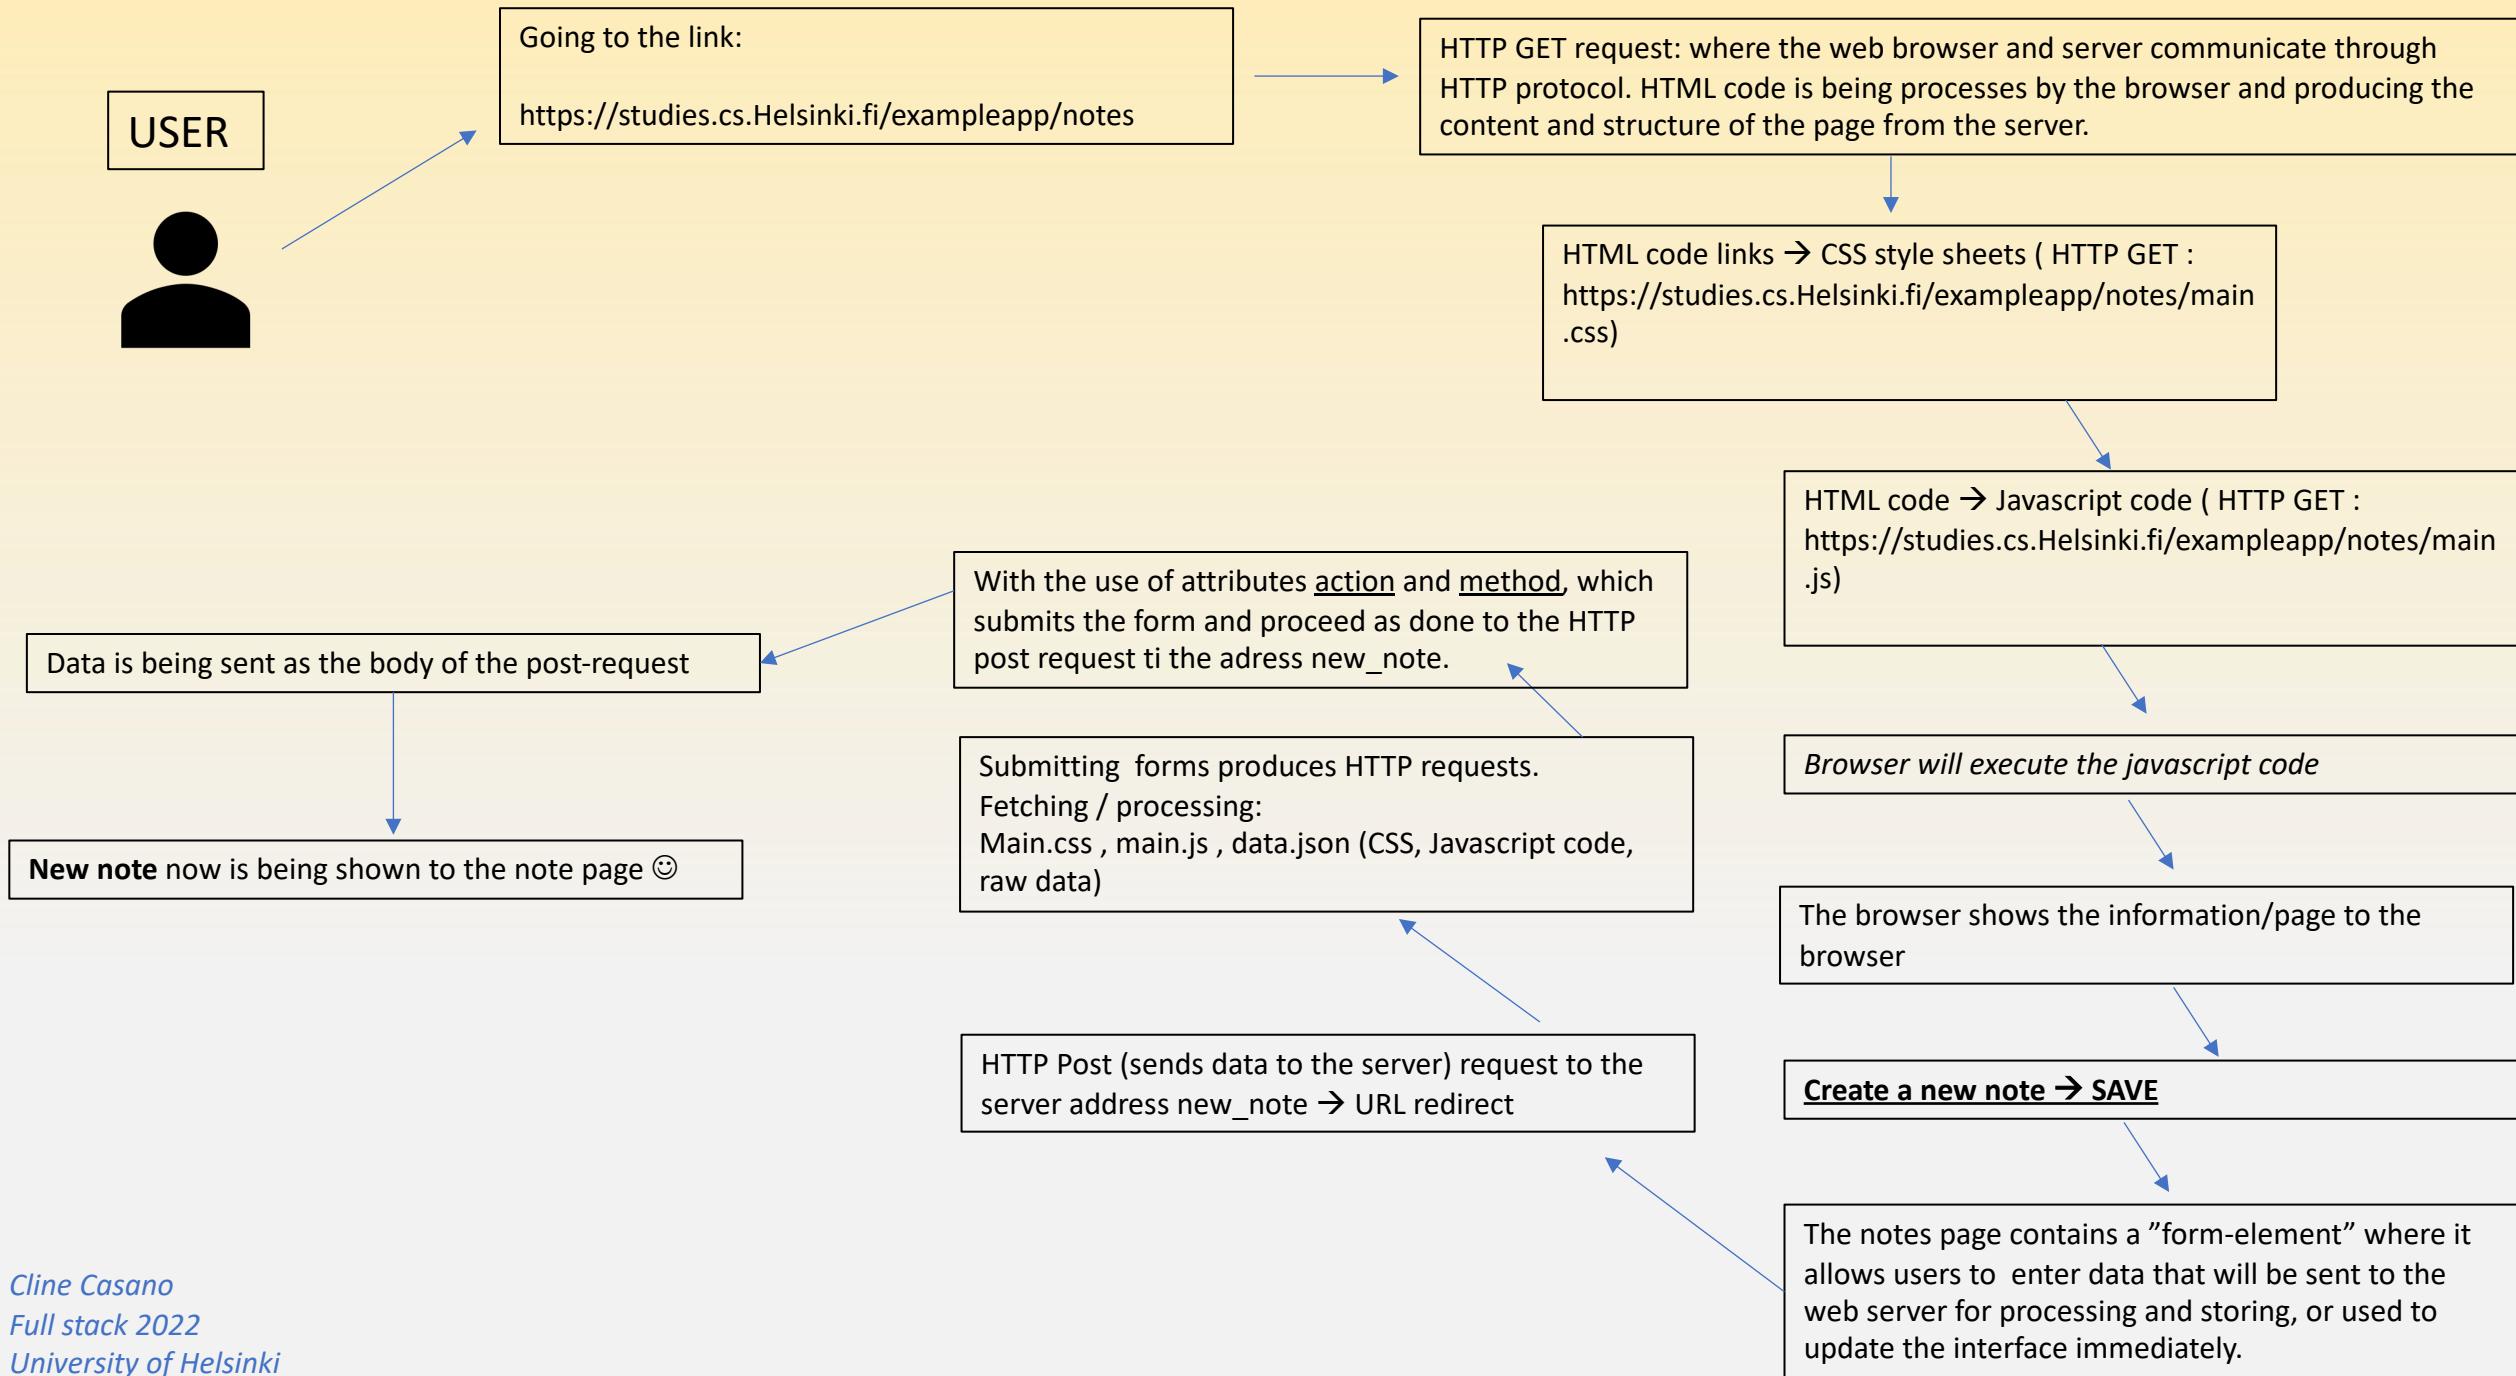 USER
Going to the link:
https://studies.cs.Helsinki.fi/exampleapp/notes
HTTP GET request: where the web browser and server communicate through
HTTP protocol. HTML code is being processes by the browser and producing the
content and structure of the page from the server.
HTML code links → CSS style sheets ( HTTP GET :
https://studies.cs.Helsinki.fi/exampleapp/notes/main
.css)
HTML code → Javascript code ( HTTP GET :
https://studies.cs.Helsinki.fi/exampleapp/notes/main
.js)
Browser will execute the javascript code
The browser shows the information/page to the
browser
Create a new note → SAVE
The notes page contains a ”form-element” where it
allows users to  enter data that will be sent to the
web server for processing and storing, or used to
update the interface immediately.
HTTP Post (sends data to the server) request to the
server address new_note → URL redirect
Submitting  forms produces HTTP requests.
Fetching / processing:
Main.css , main.js , data.json (CSS, Javascript code,
raw data)
With the use of attributes action and method, which
submits the form and proceed as done to the HTTP
post request ti the adress new_note.
Data is being sent as the body of the post-request
New note now is being shown to the note page ☺
Cline Casano
Full stack 2022
University of Helsinki